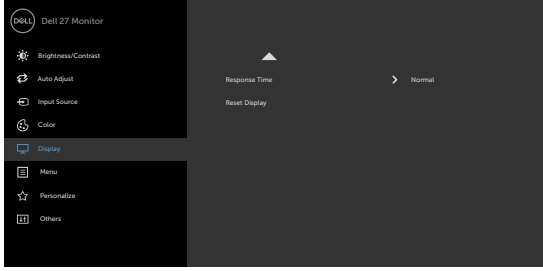 DELL Dell 27 Monitor
Brightness/Contrast
Auto Adjust
Input Source
Color
Display
Menu
Personalize
Others
Response Time Normal
Reset Display